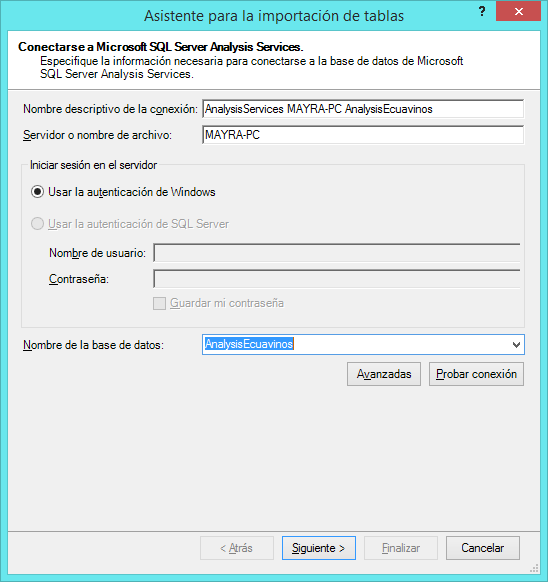 Asistente para la importación de tablas
?
Conectarse a Microsoft SQL Server Analysis Services.
Especifique la información necesaria para conectarse a la base de datos de Microsoft
SQL Server Analysis Services.
Nombre descriptivo de la conexión: AnalysisServices MAYRA-PC AnalysisEcuavinos
Servidor o nombre de archivo: MAYRA-PC
Iniciar sesión en el servidor
Usar la autenticación de Windows
Usar la autenticación de SQL Server
Nombre de usuario:
Contraseña:
Guardar mi contraseña
Nombre de la base de datos: AnalysisEcuavinos
Avanzadas Probar conexión
< Atrás Siguiente > Finalizar Cancelar